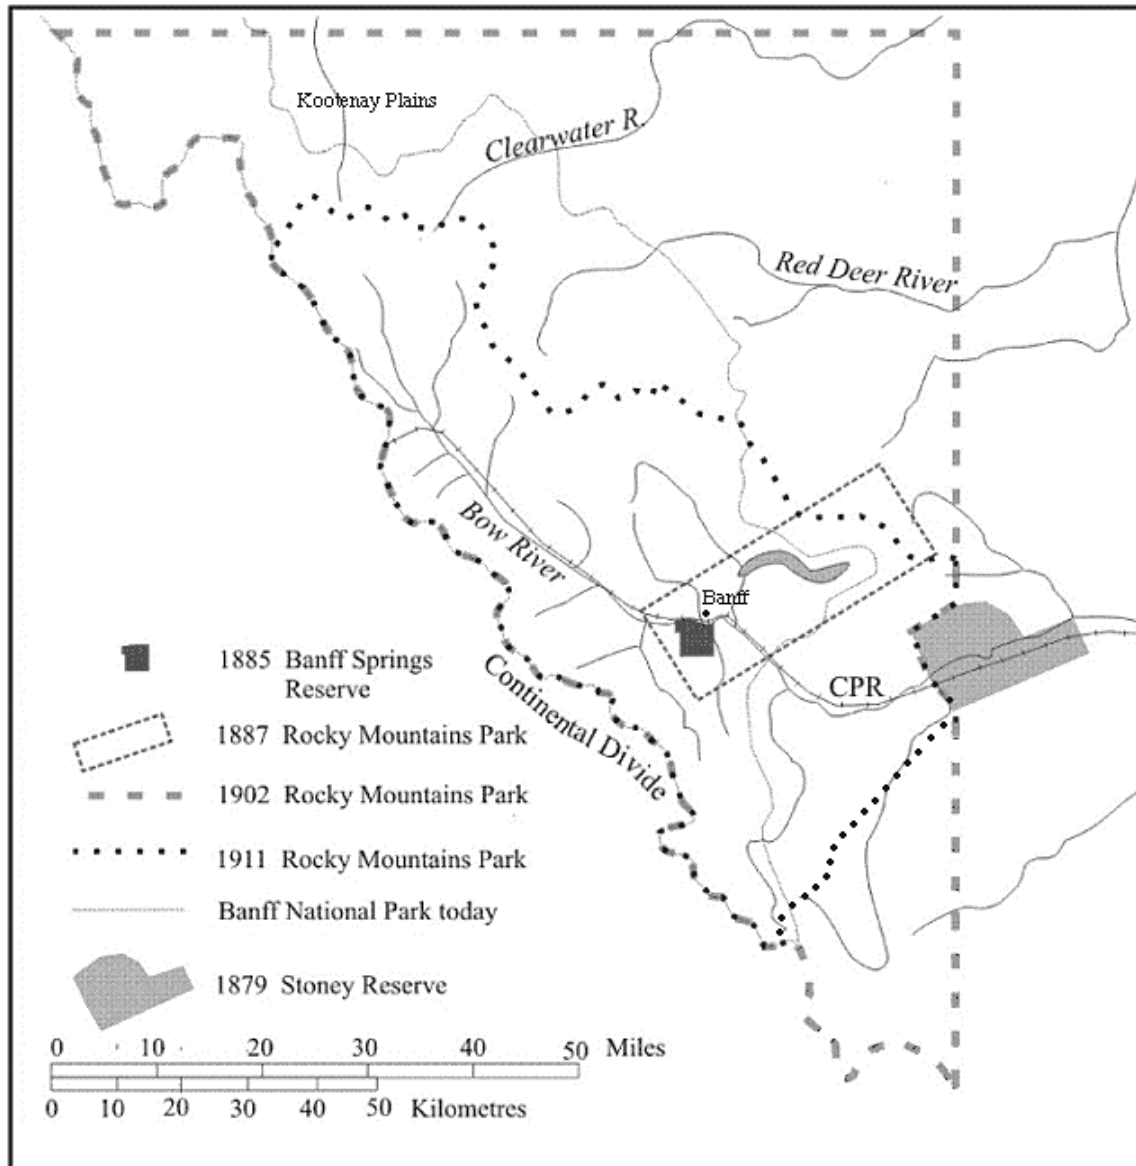 Kootenay Plains
Clearwater R.
Red Deer River
Bow River
Banff
Continental Divide
CPR
1885 Banff Springs
Reserve
1887 Rocky Mountains Park
1902 Rocky Mountains Park
1911 Rocky Mountains Park
Banff National Park today
1879 Stoney Reserve
0 10 20 30 40 50 Miles
0 10 20 30 40 50 Kilometres